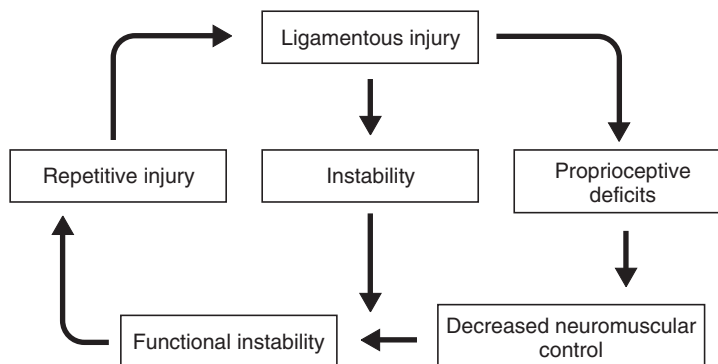 Ligamentous injury
Repetitive injury
Instability
Proprioceptive
deficits
Functional instability
Decreased neuromuscular
control